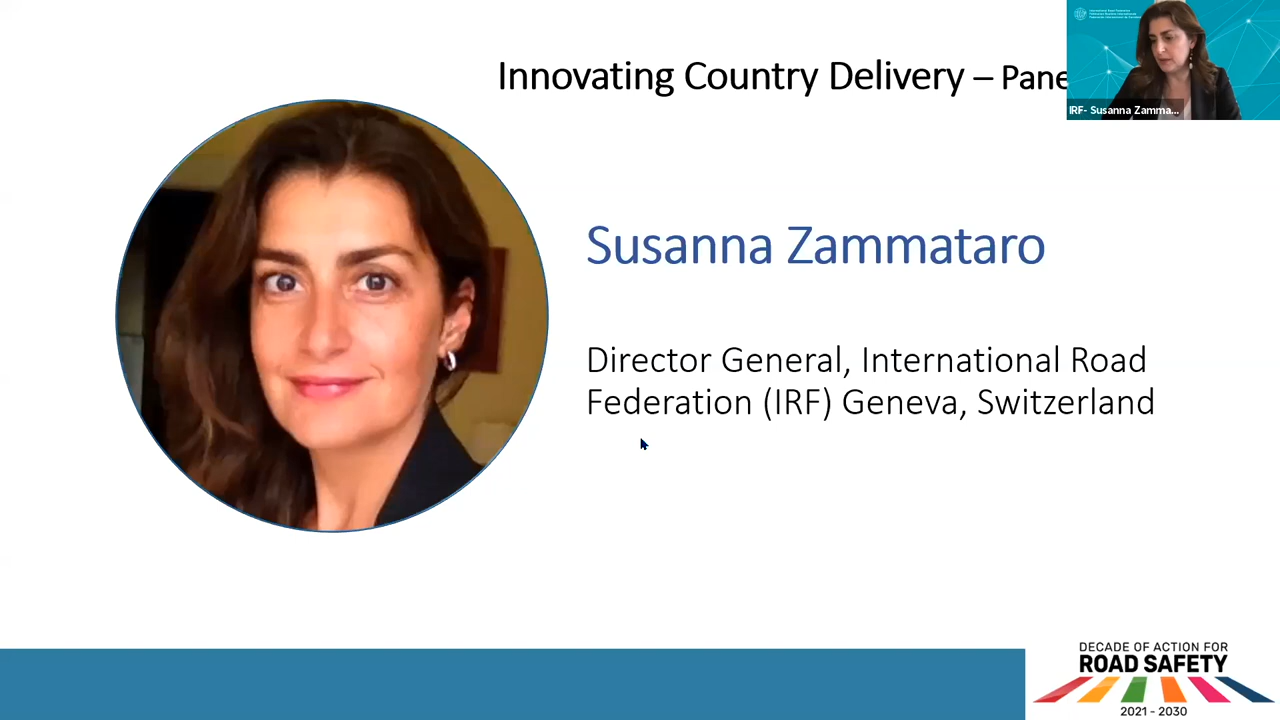 Innovating Country Delivery – Pane
IRF- Susanna Zamma...
Susanna Zammataro
Director General, International Road
Federation (IRF) Geneva, Switzerland
DECADE OF ACTION FOR
ROAD SAFETY
2021 - 2030